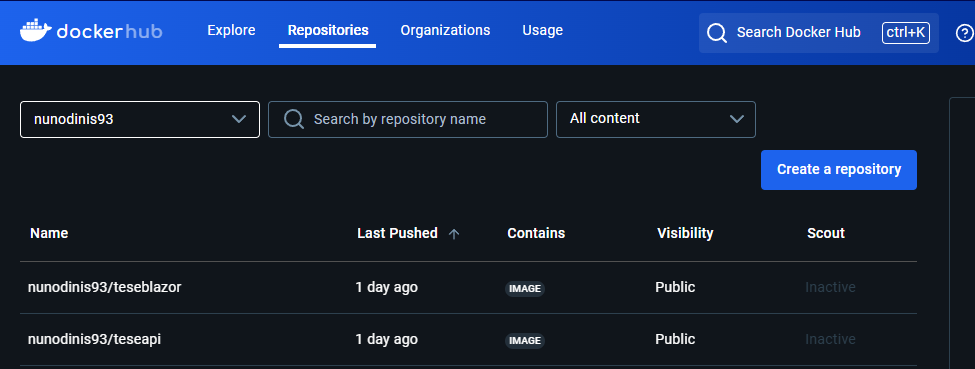 dockerhub Explore Repositories Organizations Usage Search Docker Hub ctrl+K ?
nunodinis93 Search by repository name All content
Create a repository
Name Last Pushed ↑ Contains Visibility Scout
nunodinis93/teseblazor 1 day ago IMAGE Public Inactive
nunodinis93/teseapi 1 day ago IMAGE Public Inactive